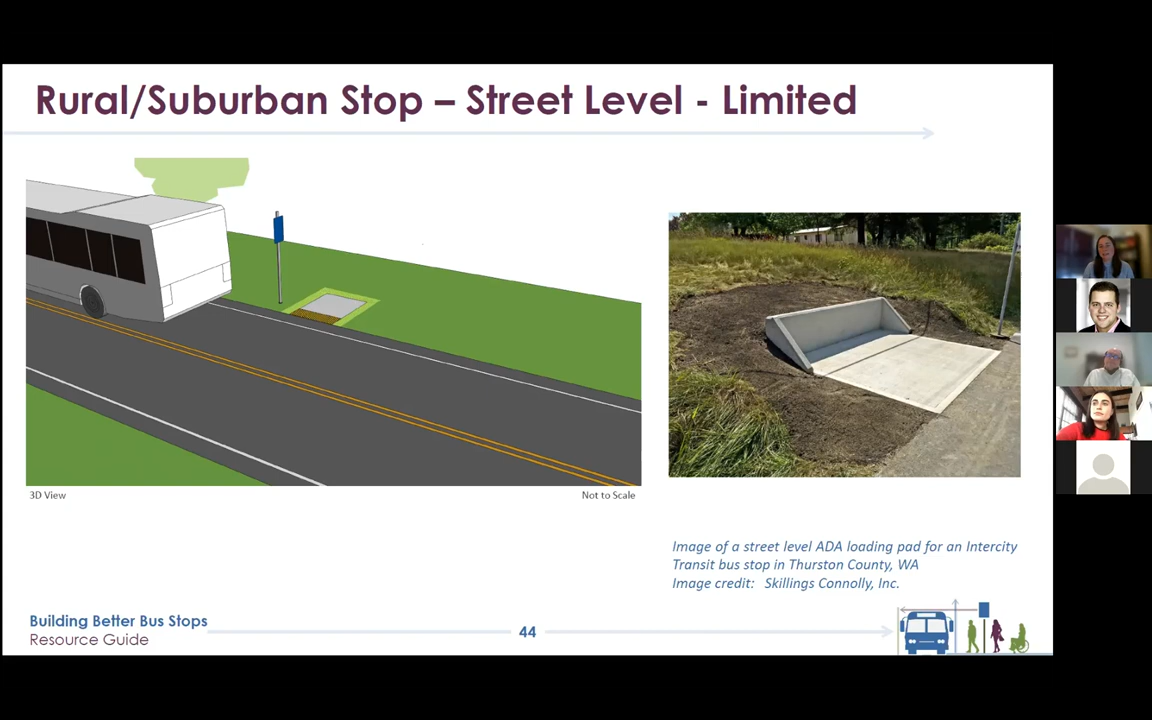 Rural/Suburban Stop – Street Level - Limited
3D View
Not to Scale
Image of a street level ADA loading pad for an Intercity
Transit bus stop in Thurston County, WA
Image credit: Skillings Connolly, Inc.
Building Better Bus Stops
Resource Guide
44